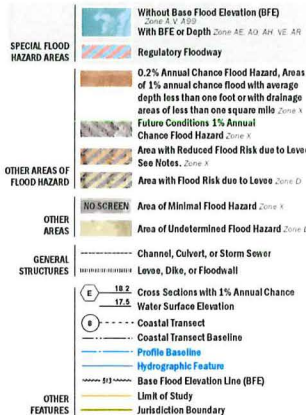 Without Base Flood Elevation (BFE)
Zone A, V, A99
With BFE or Depth Zone AE, AO, AH, VE, AR
SPECIAL FLOOD
HAZARD AREAS
Regulatory Floodway
0.2% Annual Chance Flood Hazard, Areas
of 1% annual chance flood with average
depth less than one foot or with drainage
areas of less than one square mile Zone X
Future Conditions 1% Annual
Chance Flood Hazard Zone X
Area with Reduced Flood Risk due to Leve
See Notes. Zone X
OTHER AREAS OF
FLOOD HAZARD
Area with Flood Risk due to Levee Zone D
NO SCREEN Area of Minimal Flood Hazard Zone X
OTHER
AREAS
Area of Undetermined Flood Hazard Zone D
GENERAL
STRUCTURES
Channel, Culvert, or Storm Sewer
Levee, Dike, or Floodwall
E 18.2 Cross Sections with 1% Annual Chance
17.5 Water Surface Elevation
8 Coastal Transect
Coastal Transect Baseline
Profile Baseline
Hydrographic Feature
513 Base Flood Elevation Line (BFE)
OTHER
FEATURES
Limit of Study
Jurisdiction Boundary